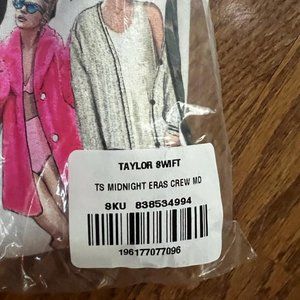 TAYLOR SWIFT
TS MIDNIGHT ERAS CREW MD
SKU 838534994
196177077096